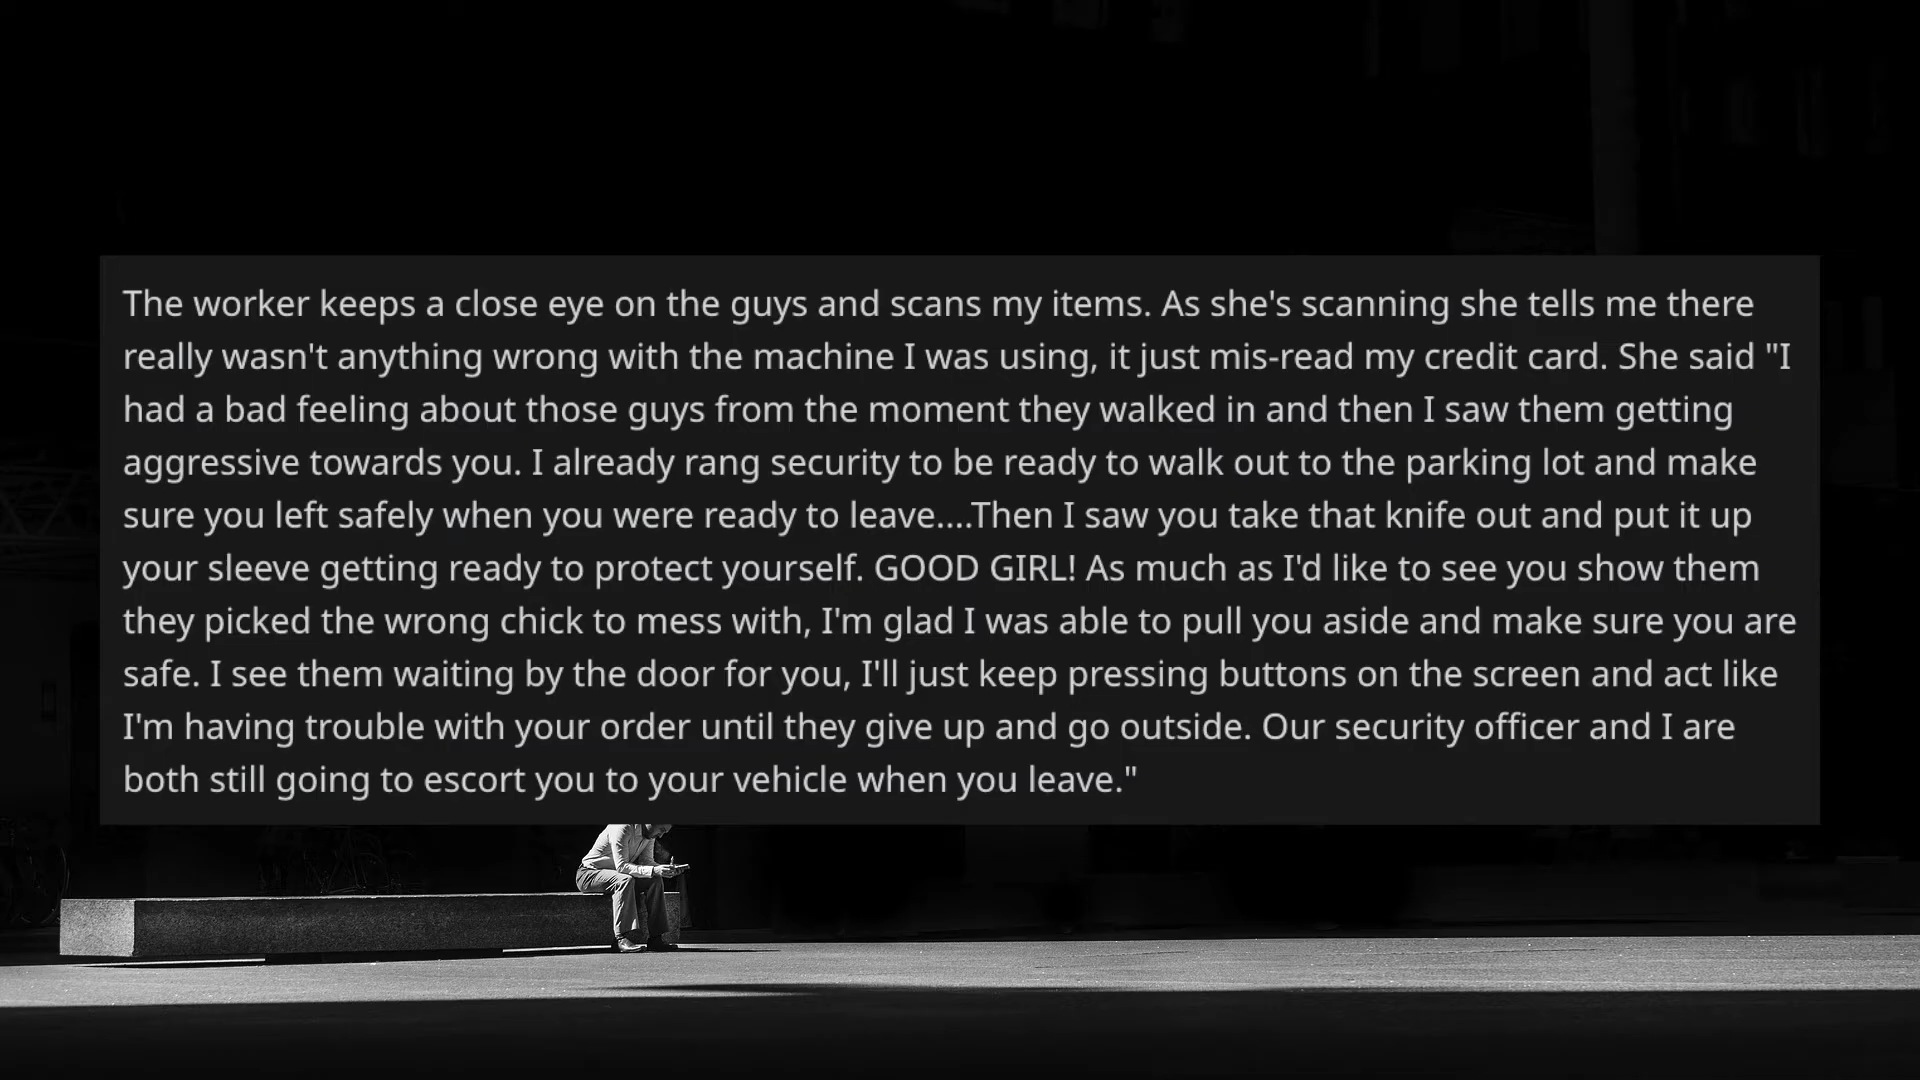 The worker keeps a close eye on the guys and scans my items. As she's scanning she tells me there
really wasn't anything wrong with the machine I was using, it just mis-read my credit card. She said "I
had a bad feeling about those guys from the moment they walked in and then I saw them getting
aggressive towards you. I already rang security to be ready to walk out to the parking lot and make
sure you left safely when you were ready to leave....Then I saw you take that knife out and put it up
your sleeve getting ready to protect yourself. GOOD GIRL! As much as I'd like to see you show them
they picked the wrong chick to mess with, I'm glad I was able to pull you aside and make sure you are
safe. I see them waiting by the door for you, I'll just keep pressing buttons on the screen and act like
I'm having trouble with your order until they give up and go outside. Our security officer and I are
both still going to escort you to your vehicle when you leave."